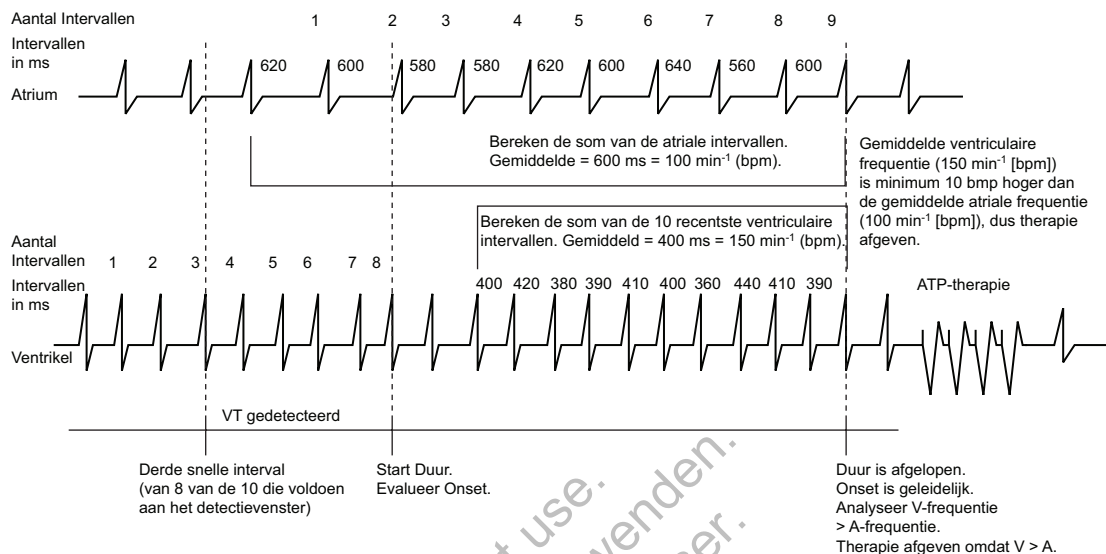 Aantal Intervallen 1 2 3 4 5 6 7 8 9
Intervallen
in ms
620 600 580 580 620 600 640 560 600
Atrium
Bereken de som van de atriale intervallen.
Gemiddelde = 600 ms = 100 min-1 (bpm).
Gemiddelde ventriculaire
frequentie (150 min-1 [bpm])
is minimum 10 bmp hoger dan
de gemiddelde atriale frequentie
(100 min-1 [bpm]), dus therapie
afgeven.
Bereken de som van de 10 recentste ventriculaire
intervallen. Gemiddeld = 400 ms = 150 min-1 (bpm).
Aantal
Intervallen
1 2 3 4 5 6 7 8
Intervallen
in ms
400 420 380 390 410 400 360 440 410 390
ATP-therapie
Ventrikel
VT gedetecteerd
Derde snelle interval
(van 8 van de 10 die voldoen
aan het detectievenster)
Start Duur.
Evalueer Onset.
Duur is afgelopen.
Onset is geleidelijk.
Analyseer V-frequentie
> A-frequentie.
Therapie afgeven omdat V > A.
use.